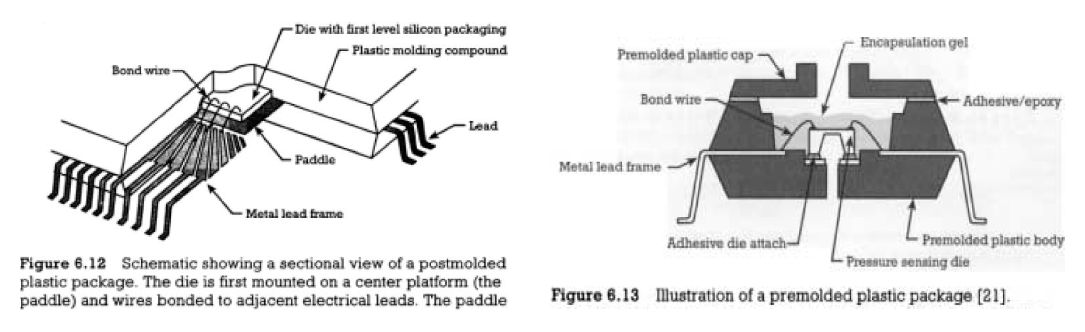 Die with first level silicon packaging
Plastic molding compound
Bond wire
Lead
Paddle
Metal lead frame
Figure 6.12 Schematic showing a sectional view of a postmolded
plastic package. The die is first mounted on a center platform (the
paddle) and wires bonded to adjacent electrical leads. The paddle
Encapsulation gel
Premolded plastic cap
Bond wire
Adhesive/epoxy
Metal lead frame
Adhesive die attach
Premolded plastic body
Pressure sensing die
Figure 6.13 Illustration of a premolded plastic package [21].